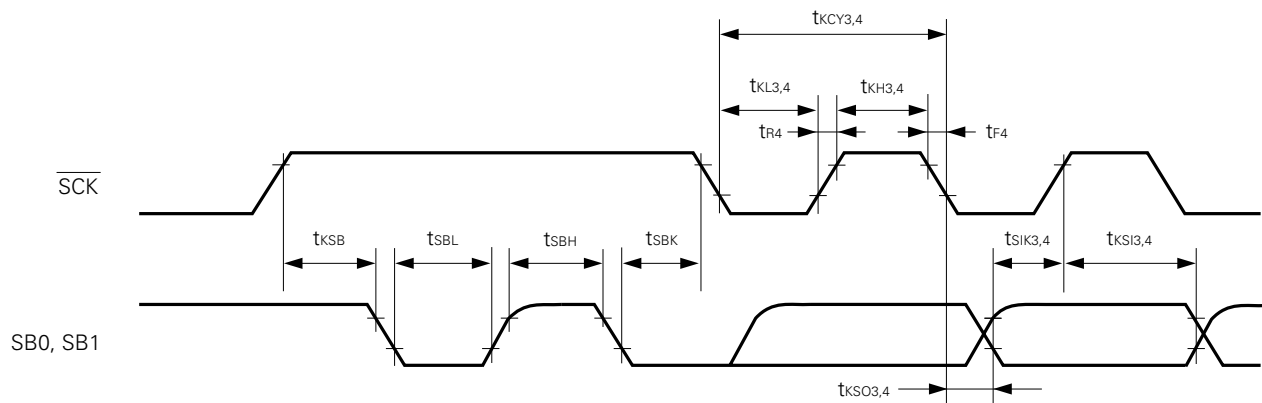 tKCY3,4
tKL3,4 tKH3,4
tR4 tF4
SCK
tKSB tSBL tSBH tSBK tSIK3,4 tKSI3,4
SB0, SB1
tKSO3,4